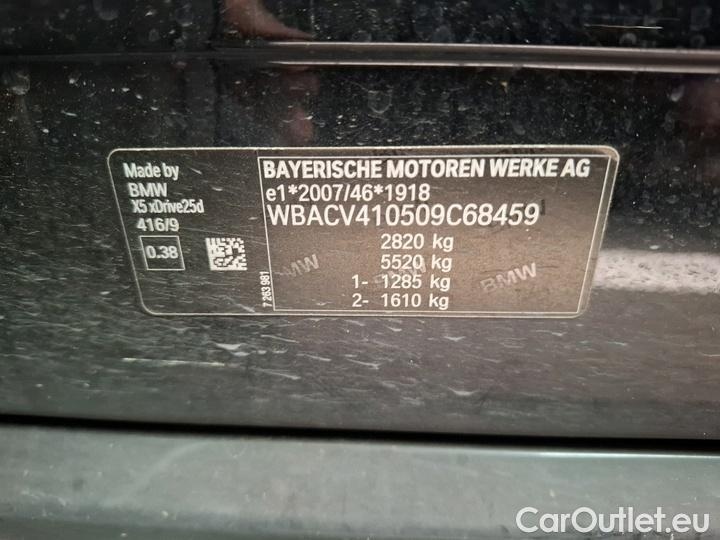 Made by
BMW
X5 xDrive25d
416/9
0.38
7 263 981
BAYERISCHE MOTOREN WERKE AG
e1*2007/46*1918
WBACV410509C68459
2820 kg
5520 kg
1- 1285 kg
2- 1610 kg
BMW
BMW
BMW
CarOutlet.eu